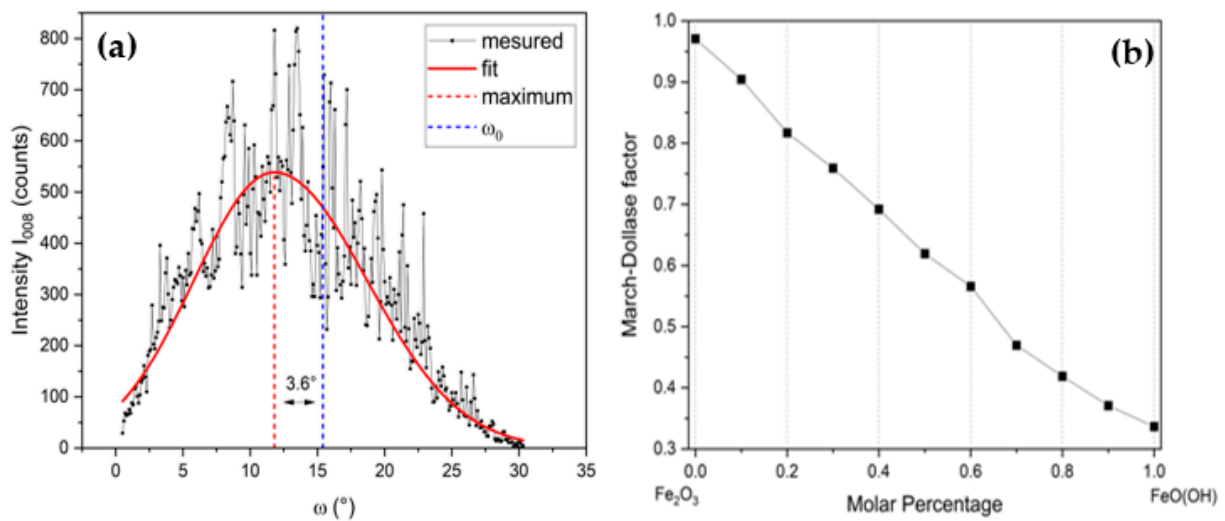 (a)
mesured
fit
maximum
ω₀
800
700
600
500
400
300
200
100
0
Intensity I₀₀₈ (counts)
3.6°
0 5 10 15 20 25 30 35
ω (°)
(b)
1.0
0.9
0.8
0.7
0.6
0.5
0.4
0.3
March-Dollase factor
0.0 0.2 0.4 0.6 0.8 1.0
Fe₂O₃ FeO(OH)
Molar Percentage